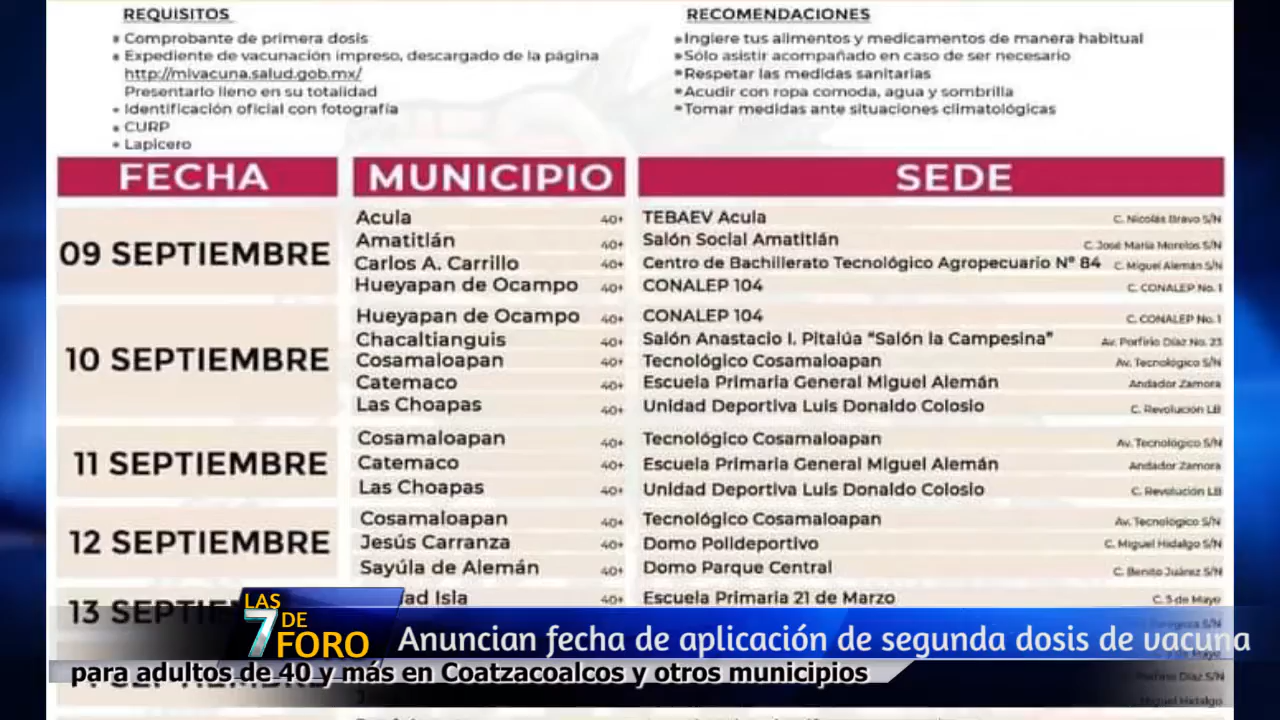 REQUISITOS
Comprobante de primera dosis
Expediente de vacunación impreso, descargado de la página
http://mivacuna.salud.gob.mx/
Presentarlo lleno en su totalidad
Identificación oficial con fotografía
CURP
Lapicero
RECOMENDACIONES
Ingiere tus alimentos y medicamentos de manera habitual
Sólo asistir acompañado en caso de ser necesario
Respetar las medidas sanitarias
Acudir con ropa comoda, agua y sombrilla
Tomar medidas ante situaciones climatológicas
FECHA MUNICIPIO SEDE
09 SEPTIEMBRE
Acula 40+ TEBAEV Acula C. Nicolás Bravo S/N
Amatitlán 40+ Salón Social Amatitlán C. José María Morelos S/N
Carlos A. Carrillo 40+ Centro de Bachillerato Tecnológico Agropecuario Nº 84 C. Miguel Alemán S/N
Hueyapan de Ocampo 40+ CONALEP 104 C. CONALEP No. 1
10 SEPTIEMBRE
Hueyapan de Ocampo 40+ CONALEP 104 C. CONALEP No. 1
Chacaltianguis 40+ Salón Anastacio I. Pitalúa "Salón la Campesina" Av. Porfirio Díaz No. 23
Cosamaloapan 40+ Tecnológico Cosamaloapan Av. Tecnológico S/N
Catemaco 40+ Escuela Primaria General Miguel Alemán Andador Zamora
Las Choapas 40+ Unidad Deportiva Luis Donaldo Colosio C. Revolución LB
11 SEPTIEMBRE
Cosamaloapan 40+ Tecnológico Cosamaloapan Av. Tecnológico S/N
Catemaco 40+ Escuela Primaria General Miguel Alemán Andador Zamora
Las Choapas 40+ Unidad Deportiva Luis Donaldo Colosio C. Revolución LB
12 SEPTIEMBRE
Cosamaloapan 40+ Tecnológico Cosamaloapan Av. Tecnológico S/N
Jesús Carranza 40+ Domo Polideportivo C. Miguel Hidalgo S/N
Sayúla de Alemán 40+ Domo Parque Central C. Benito Juárez S/N
13 SEPTIE
ad Isla 40+ Escuela Primaria 21 de Marzo C. 5 de Mayo
LAS 7 DE FORO
Anuncian fecha de aplicación de segunda dosis de vacuna
para adultos de 40 y más en Coatzacoalcos y otros municipios